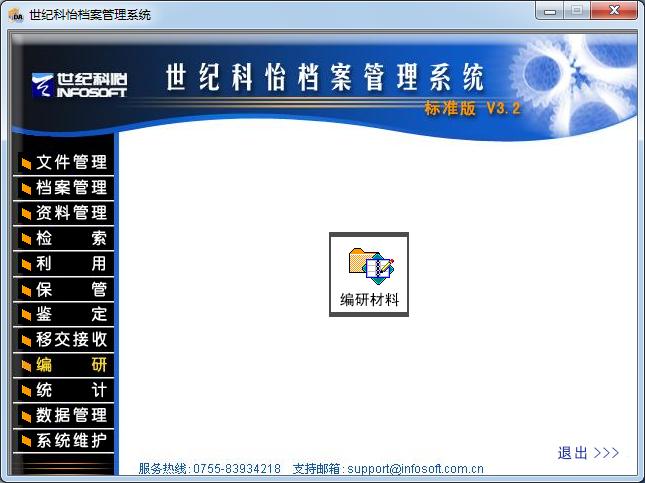 世纪科怡档案管理系统
世纪科怡
INFOSOFT
世纪科怡档案管理系统
标准版 V3.2
文件管理
档案管理
资料管理
检 索
利 用
保 管
鉴 定
移交接收
编 研
统 计
数据管理
系统维护
编研材料
退出 >>>
服务热线:0755-83934218 支持邮箱:support@infosoft.com.cn